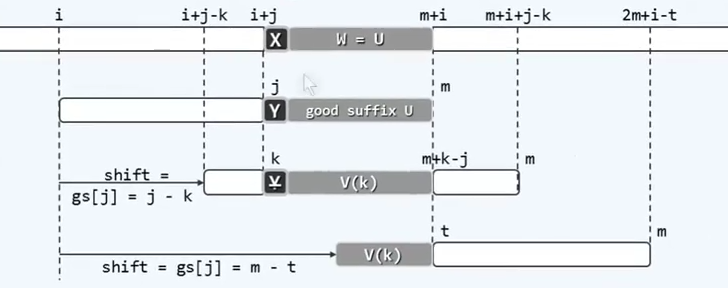 i i+j-k i+j m+i m+i+j-k 2m+i-t
X W = U
j m
Y good suffix U
k m+k-j m
shift =
gs[j] = j - k
Y V(k)
t m
V(k)
shift = gs[j] = m - t